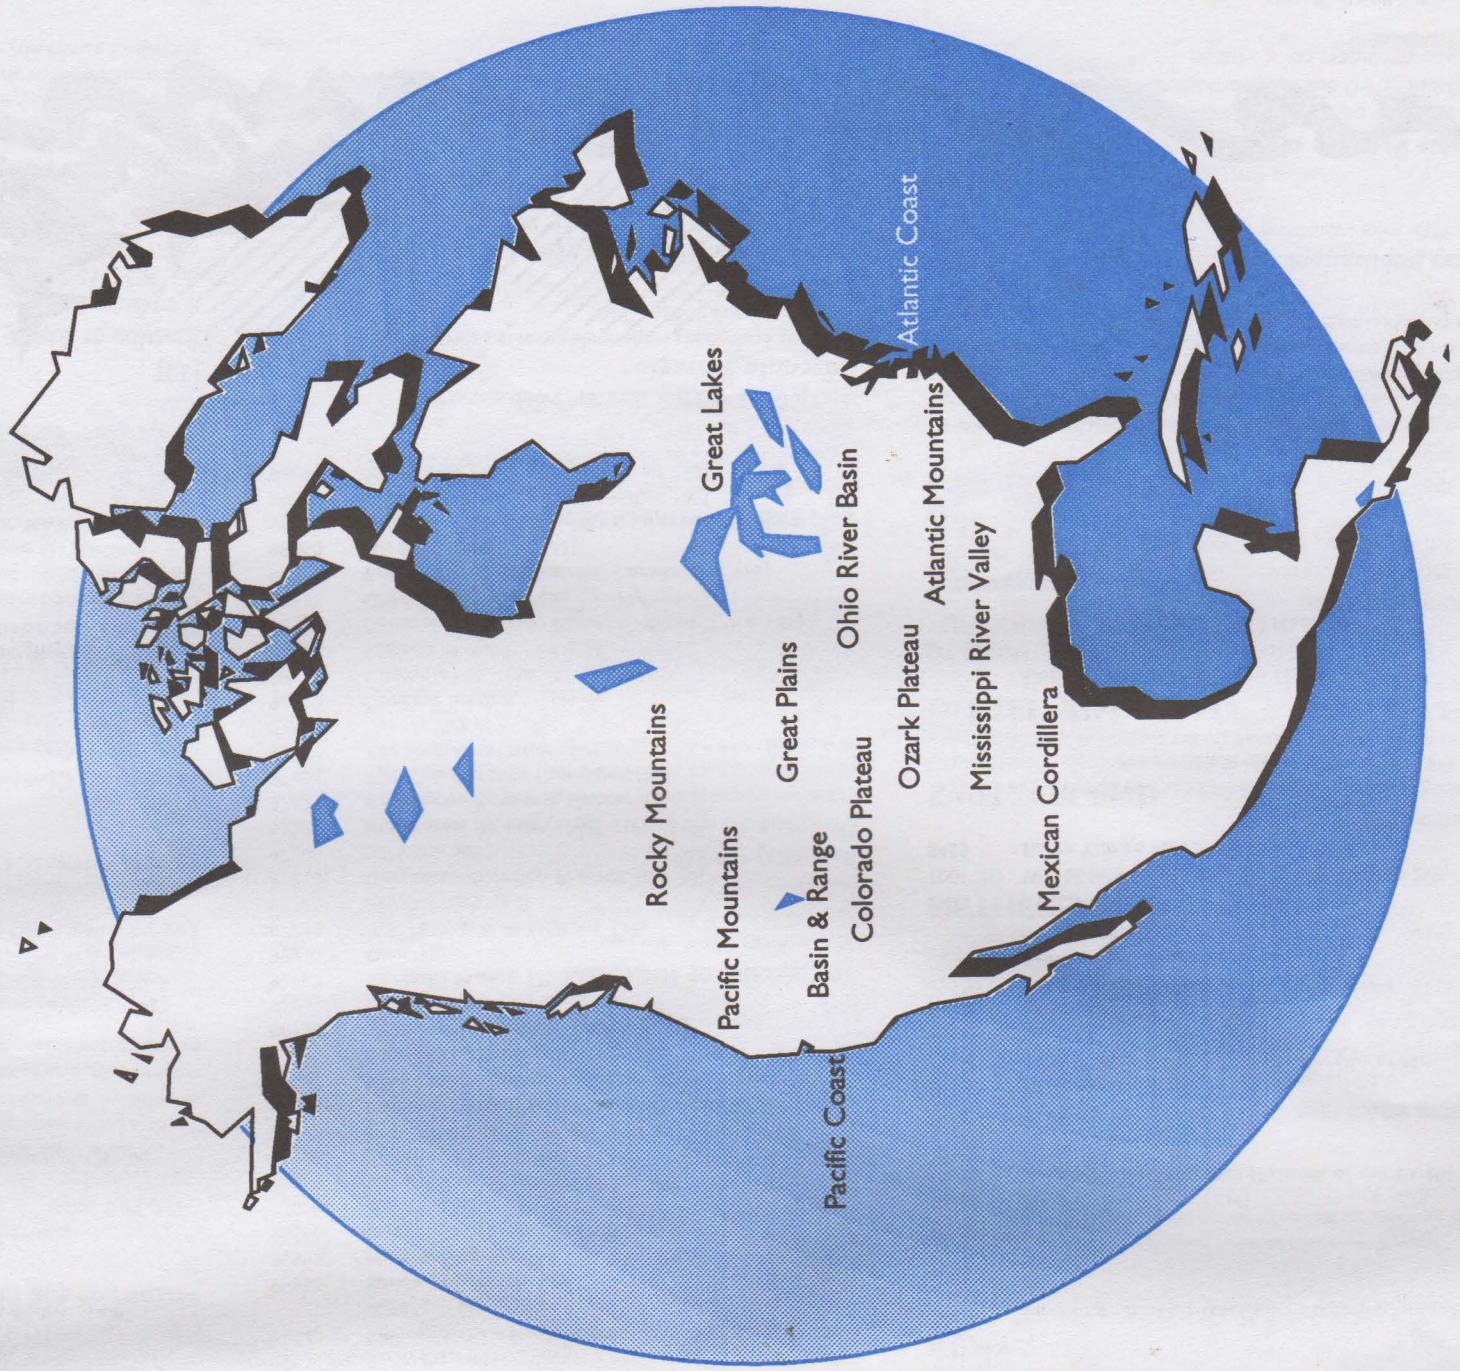 Great Lakes
Rocky Mountains
Pacific Mountains
Great Plains
Basin & Range
Pacific Coast
Ohio River Basin
Colorado Plateau
Atlantic Coast
Ozark Plateau
Atlantic Mountains
Mississippi River Valley
Mexican Cordillera